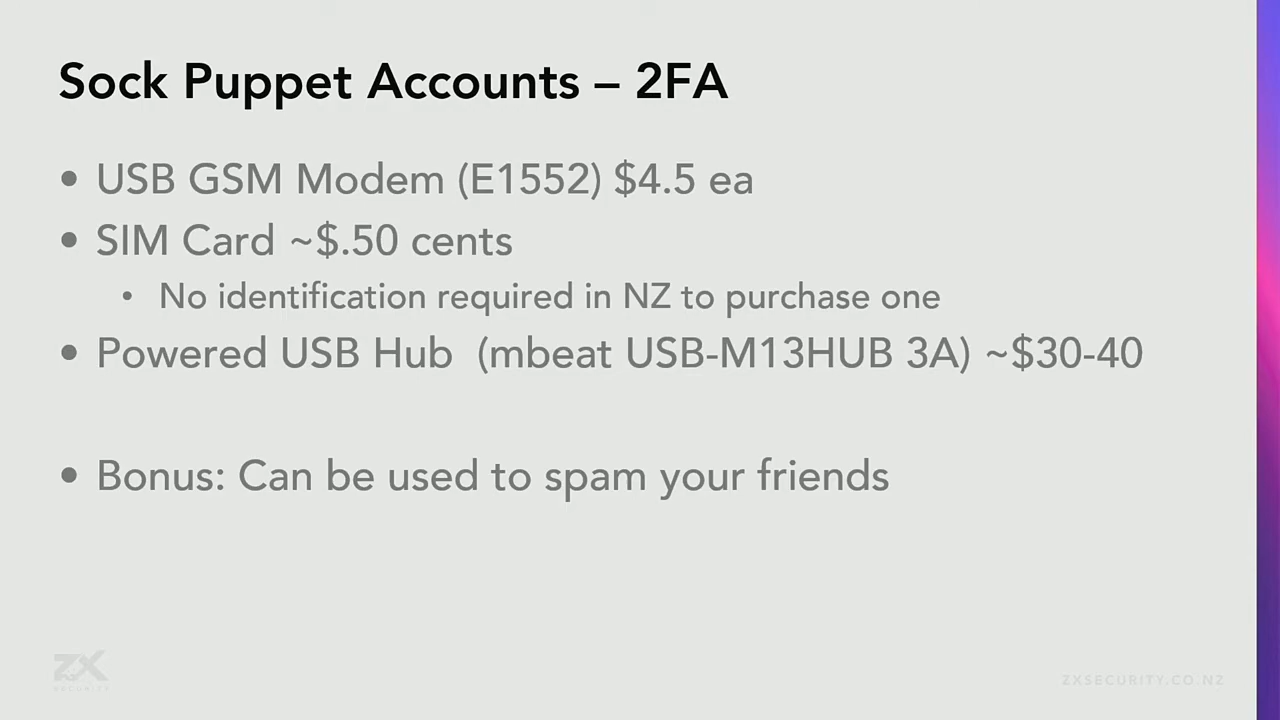 Sock Puppet Accounts – 2FA
• USB GSM Modem (E1552) $4.5 ea
• SIM Card ~$.50 cents
• No identification required in NZ to purchase one
• Powered USB Hub (mbeat USB-M13HUB 3A) ~$30-40
• Bonus: Can be used to spam your friends
ZX
SECURITY
ZXSECURITY.CO.NZ